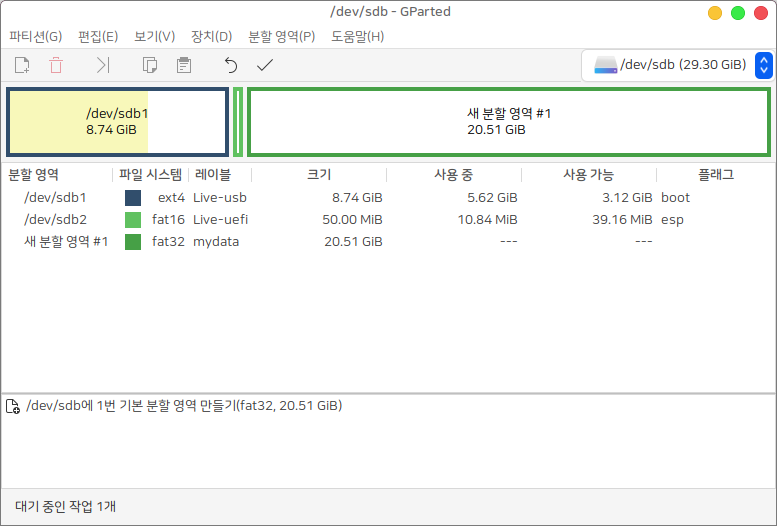 /dev/sdb - GParted
파티션(G) 편집(E) 보기(V) 장치(D) 분할 영역(P) 도움말(H)
/dev/sdb (29.30 GiB)
/dev/sdb1
8.74 GiB
새 분할 영역 #1
20.51 GiB
분할 영역 파일 시스템 레이블 크기 사용 중 사용 가능 플래그
/dev/sdb1 ext4 Live-usb 8.74 GiB 5.62 GiB 3.12 GiB boot
/dev/sdb2 fat16 Live-uefi 50.00 MiB 10.84 MiB 39.16 MiB esp
새 분할 영역 #1 fat32 mydata 20.51 GiB --- ---
/dev/sdb에 1번 기본 분할 영역 만들기(fat32, 20.51 GiB)
대기 중인 작업 1개